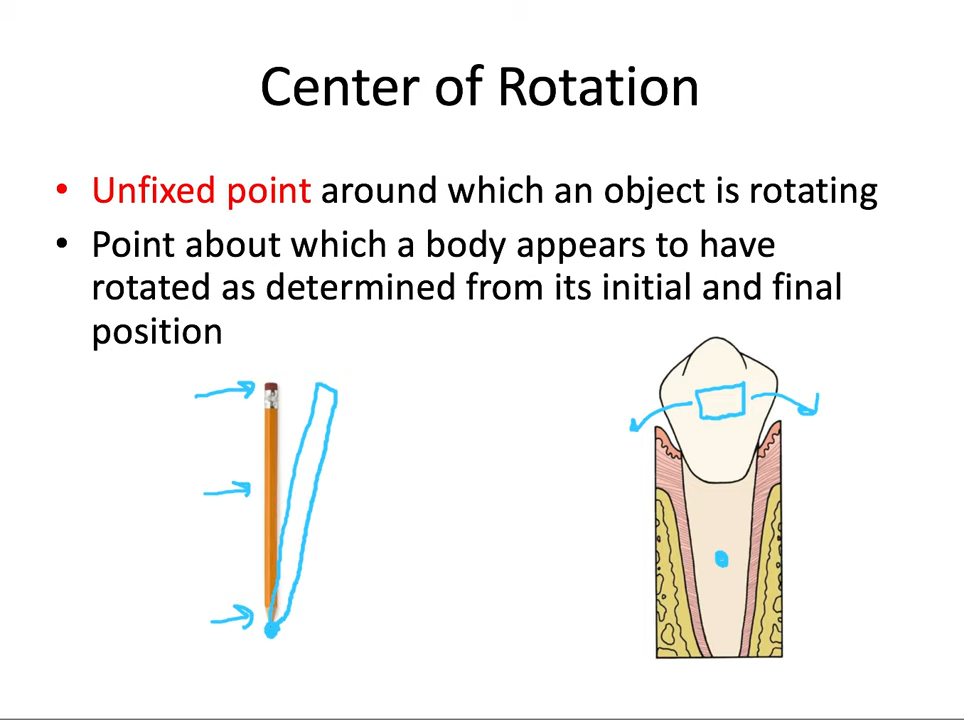 Center of Rotation
• Unfixed point around which an object is rotating
• Point about which a body appears to have
rotated as determined from its initial and final
position